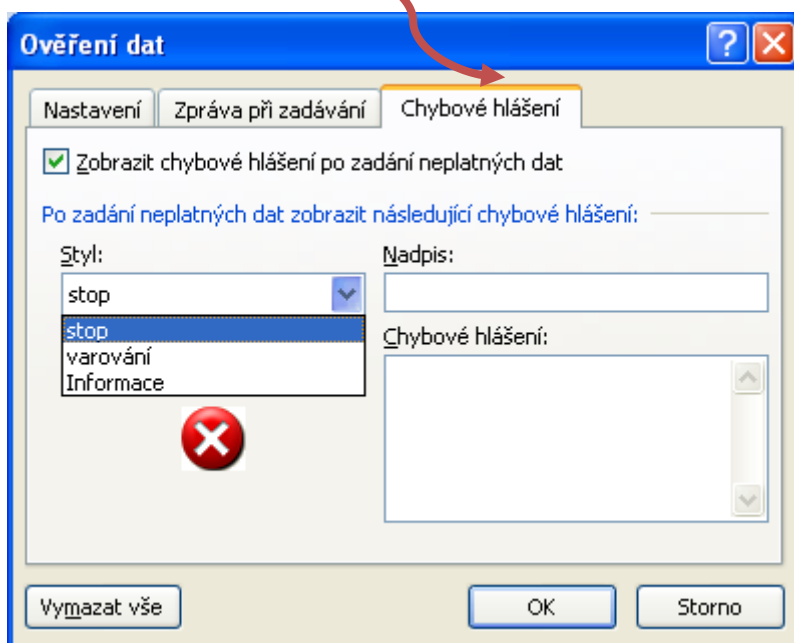 Ověření dat
Nastavení Zpráva při zadávání Chybové hlášení
Zobrazit chybové hlášení po zadání neplatných dat
Po zadání neplatných dat zobrazit následující chybové hlášení:
Styl:
stop
stop
varování
Informace
Nadpis:
Chybové hlášení:
Vymazat vše OK Storno